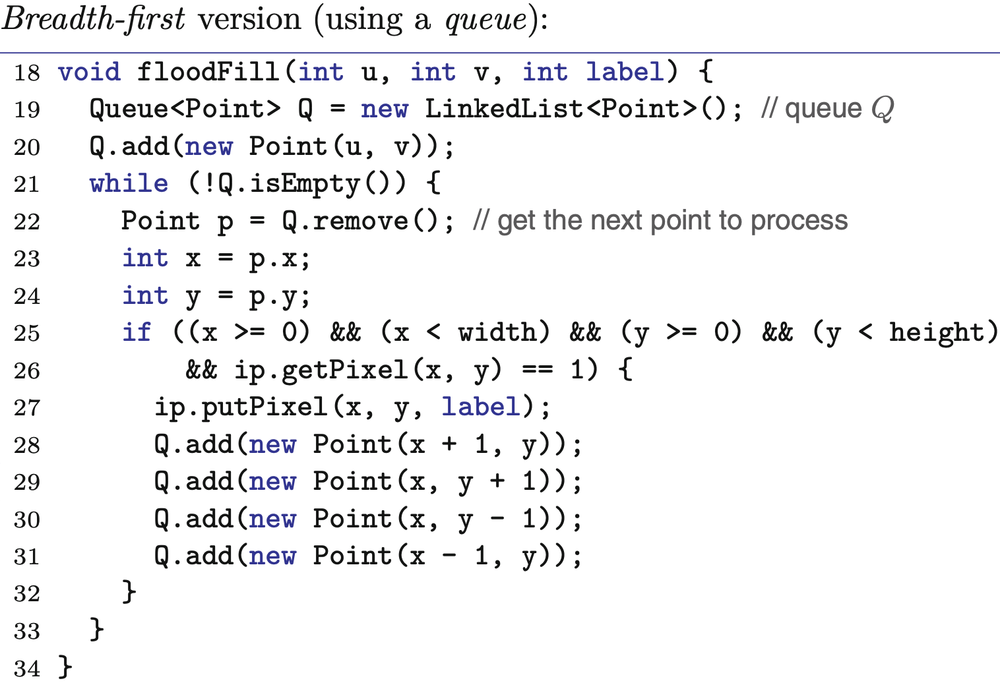 Breadth-first version (using a queue):
18 void floodFill(int u, int v, int label) {
19 Queue<Point> Q = new LinkedList<Point>(); // queue Q
20 Q.add(new Point(u, v));
21 while (!Q.isEmpty()) {
22 Point p = Q.remove(); // get the next point to process
23 int x = p.x;
24 int y = p.y;
25 if ((x >= 0) && (x < width) && (y >= 0) && (y < height)
26 && ip.getPixel(x, y) == 1) {
27 ip.putPixel(x, y, label);
28 Q.add(new Point(x + 1, y));
29 Q.add(new Point(x, y + 1));
30 Q.add(new Point(x, y - 1));
31 Q.add(new Point(x - 1, y));
32 }
33 }
34 }